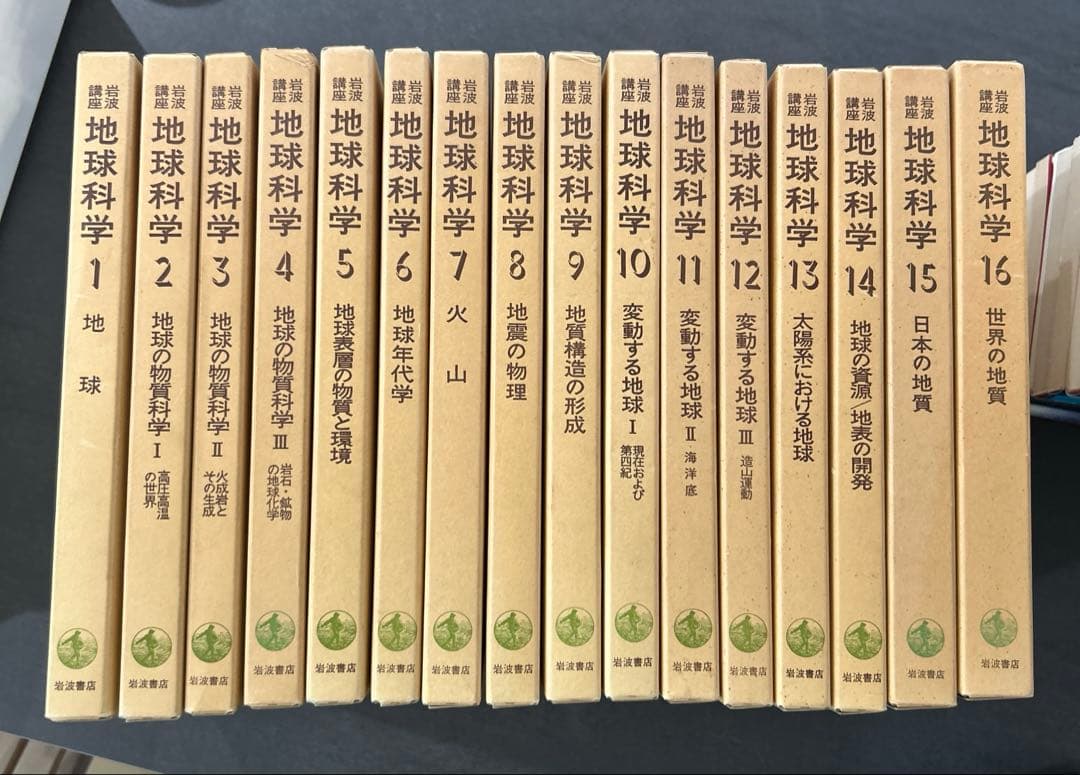 岩波講座
地球科学
1
地球
岩波書店
岩波講座
地球科学
2
地球の物質科学 I
高圧高温
の世界
岩波書店
岩波講座
地球科学
3
地球の物質科学 II
火成岩と
その生成
岩波書店
岩波講座
地球科学
4
地球の物質科学 III
岩石・鉱物
の地球化学
岩波書店
岩波講座
地球科学
5
地球表層の物質と環境
岩波書店
岩波講座
地球科学
6
地球年代学
岩波書店
岩波講座
地球科学
7
火山
岩波書店
岩波講座
地球科学
8
地震の物理
岩波書店
岩波講座
地球科学
9
地質構造の形成
岩波書店
岩波講座
地球科学
10
変動する地球 I
現在および
第四紀
岩波書店
岩波講座
地球科学
11
変動する地球 II
海洋底
岩波書店
岩波講座
地球科学
12
変動する地球 III
造山運動
岩波書店
岩波講座
地球科学
13
太陽系における地球
岩波書店
岩波講座
地球科学
14
地球の資源/地表の開発
岩波書店
岩波講座
地球科学
15
日本の地質
岩波書店
岩波講座
地球科学
16
世界の地質
岩波書店